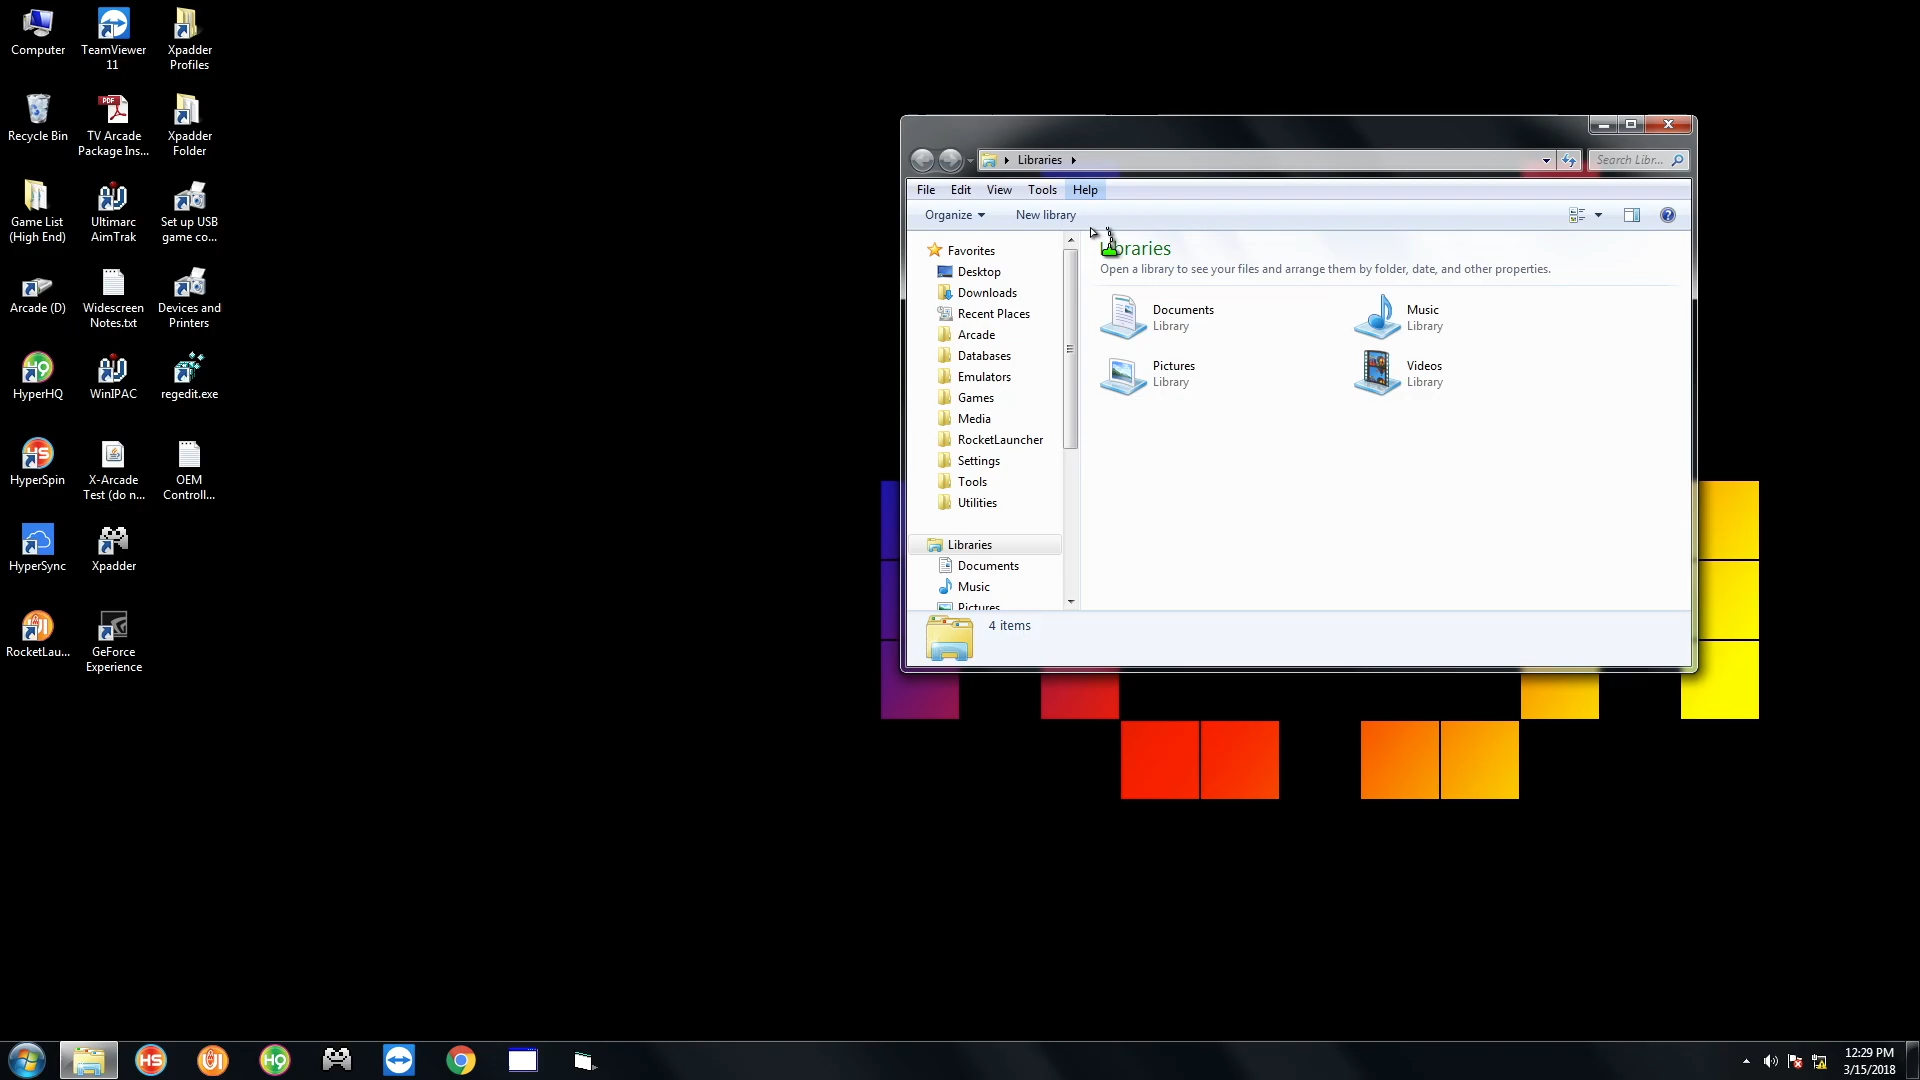 Computer
TeamViewer
11
Xpadder
Profiles
Recycle Bin
TV Arcade
Package Ins...
Xpadder
Folder
Game List
(High End)
Ultimarc
AimTrak
Set up USB
game co...
Arcade (D)
Widescreen
Notes.txt
Devices and
Printers
HyperHQ
WinIPAC
regedit.exe
HyperSpin
X-Arcade
Test (do n...
OEM
Controll...
HyperSync
Xpadder
RocketLau...
GeForce
Experience
Libraries
Search Libr...
File Edit View Tools Help
Organize New library
Favorites
Desktop
Downloads
Recent Places
Arcade
Databases
Emulators
Games
Media
RocketLauncher
Settings
Tools
Utilities
Libraries
Documents
Music
Pictures
Libraries
Open a library to see your files and arrange them by folder, date, and other properties.
Documents
Library
Music
Library
Pictures
Library
Videos
Library
4 items
12:29 PM
3/15/2018